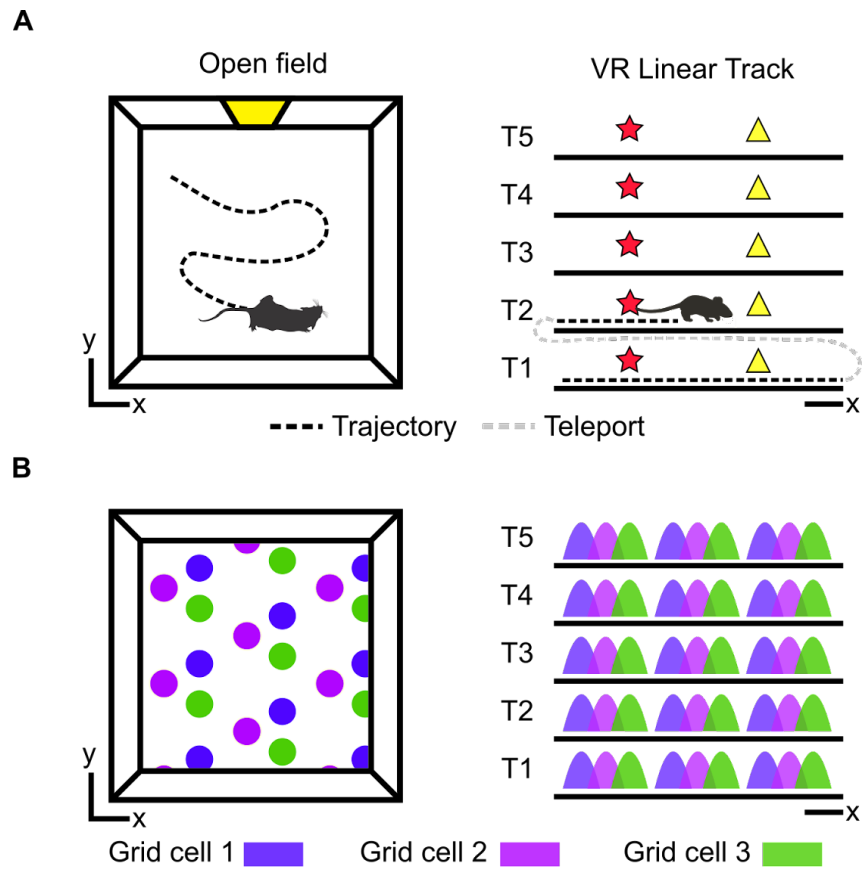 A
Open field
VR Linear Track
T5
T4
T3
T2
T1
y
x
x
Trajectory
Teleport
B
T5
T4
T3
T2
T1
y
x
x
Grid cell 1
Grid cell 2
Grid cell 3